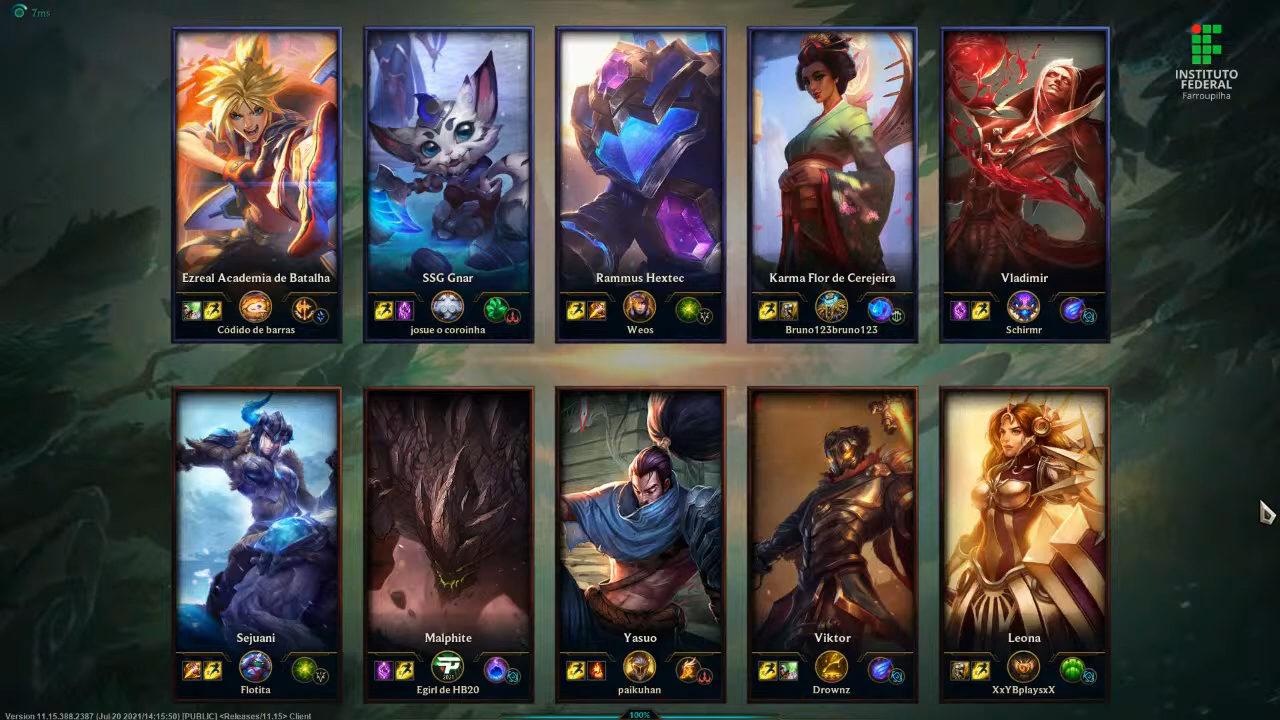 7ms
INSTITUTO
FEDERAL
Farroupilha
Ezreal Academia de Batalha
SSG Gnar
Rammus Hextec
Karma Flor de Cerejeira
Vladimir
Códido de barras
josue o coroinha
Weos
Bruno123bruno123
Schirmr
Sejuani
Malphite
Yasuo
Viktor
Leona
2021
Flotita
Egirl de HB20
paikuhan
Drownz
XxYBplaysxX
100%
Version 11.15.388.2387 (Jul 20 2021/14:15:50) [PUBLIC] <Releases/11.15> Client